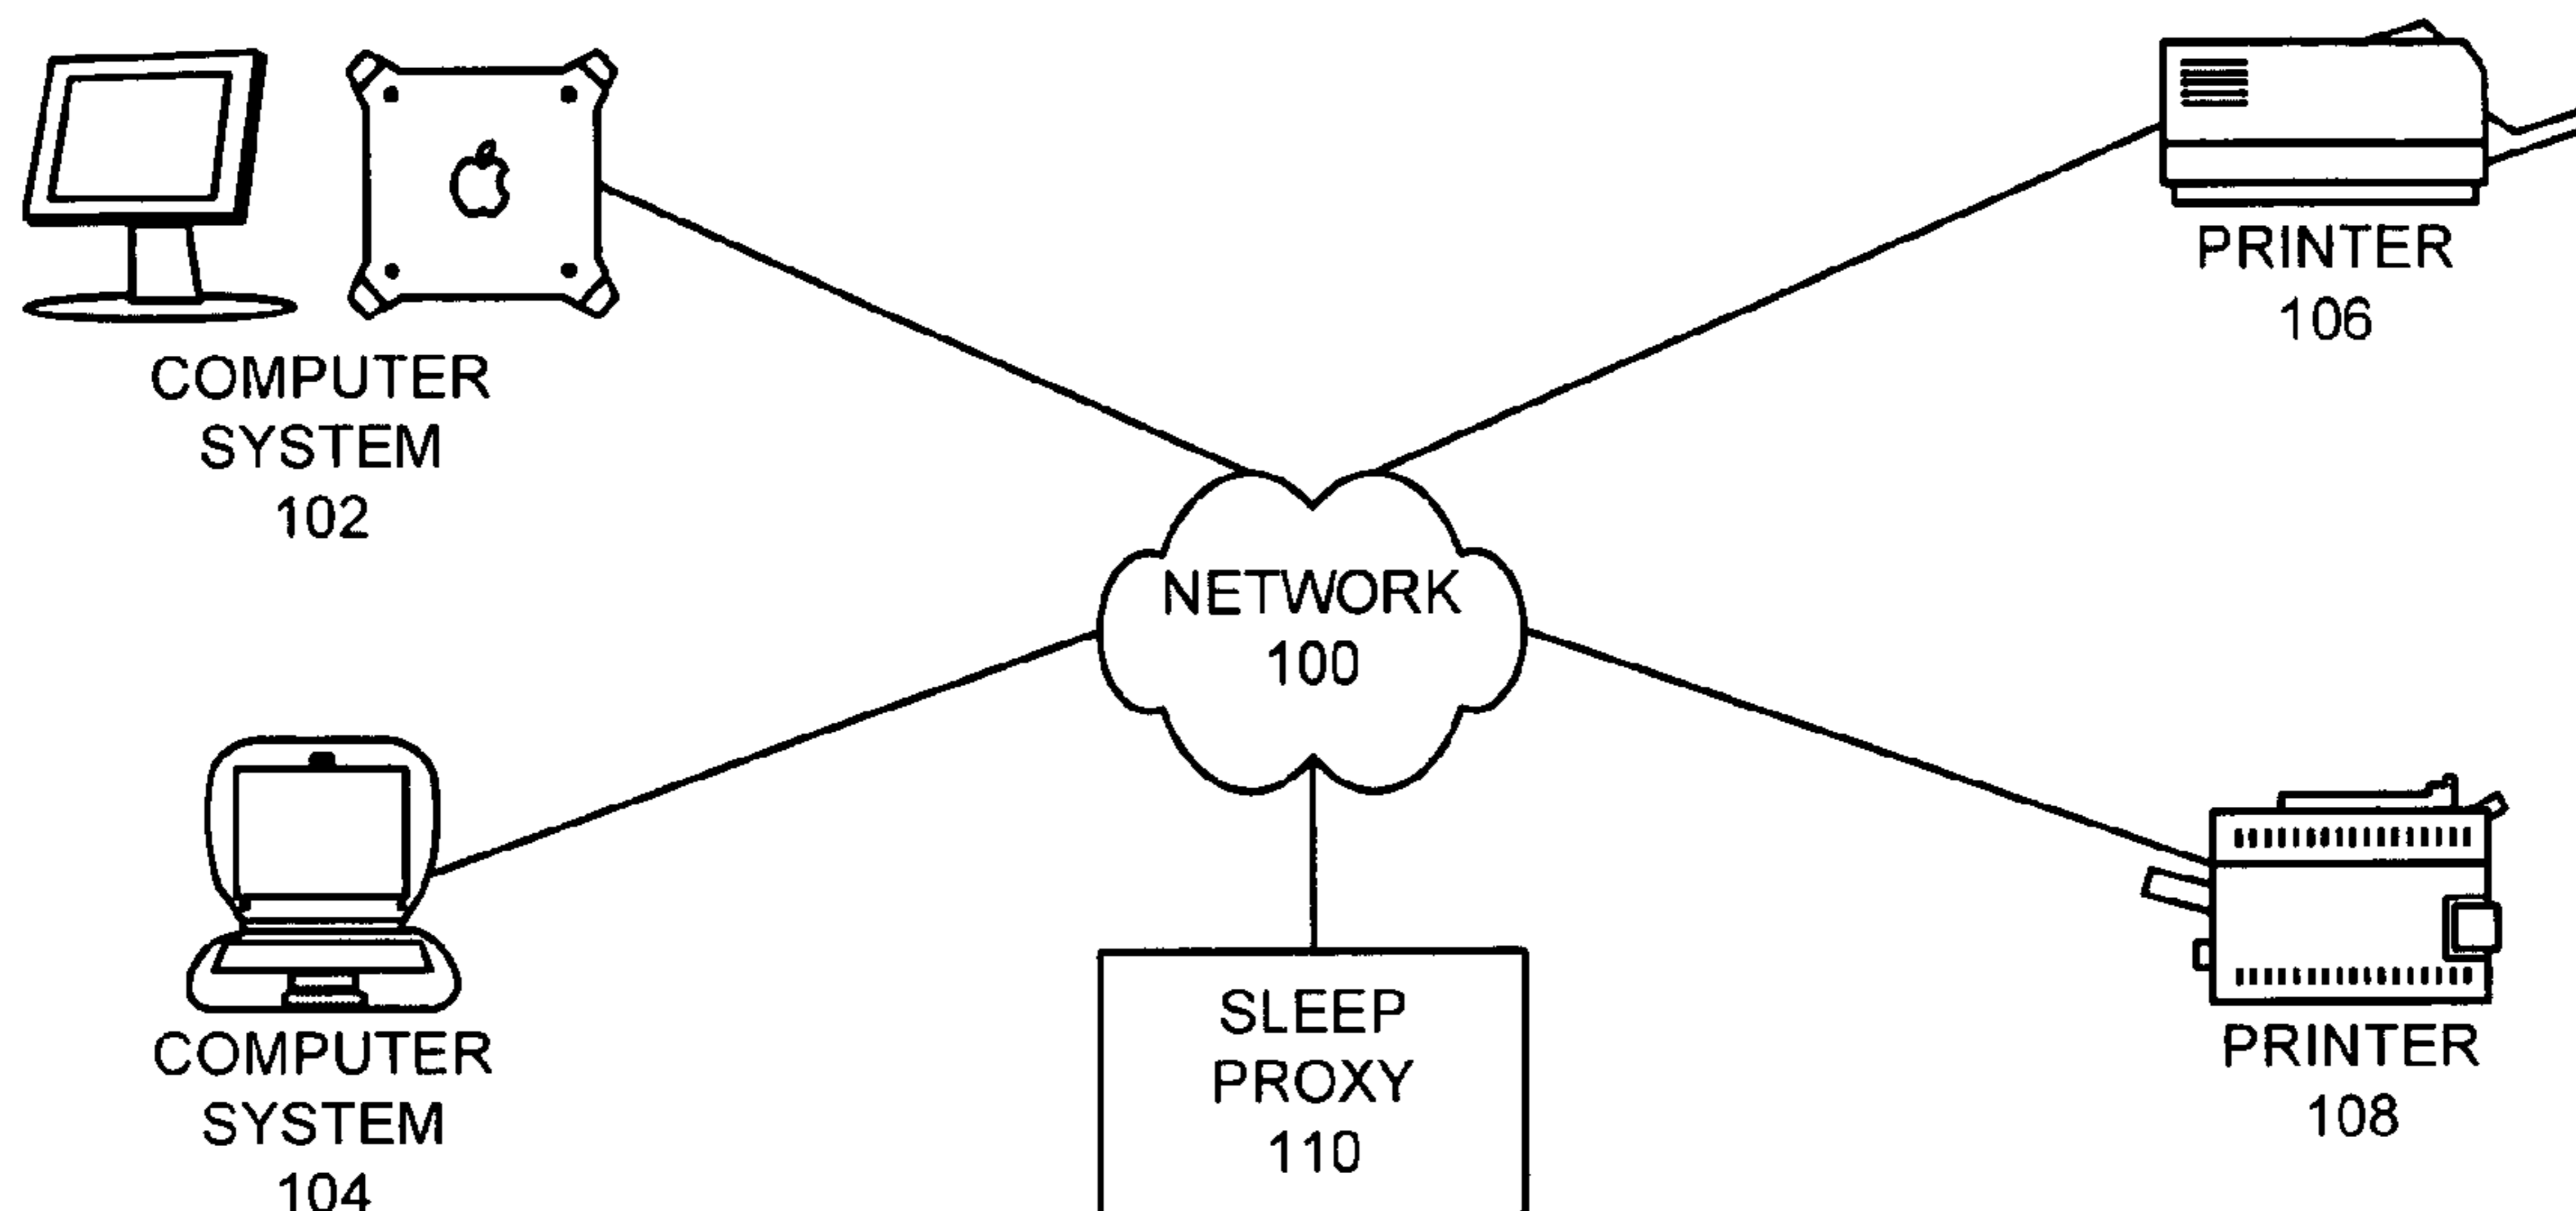 PRINTER
106
COMPUTER
SYSTEM
102
NETWORK
100
COMPUTER
SYSTEM
104
SLEEP
PROXY
110
PRINTER
108